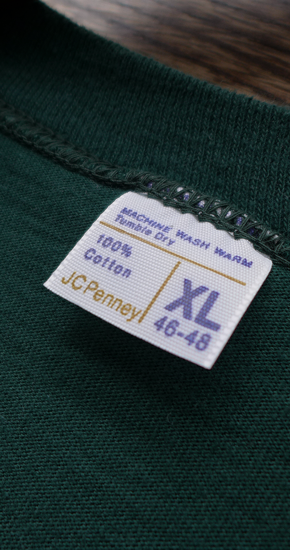 MACHINE WASH WARM
Tumble Dry
100%
Cotton
JCPenney
XL
46-48